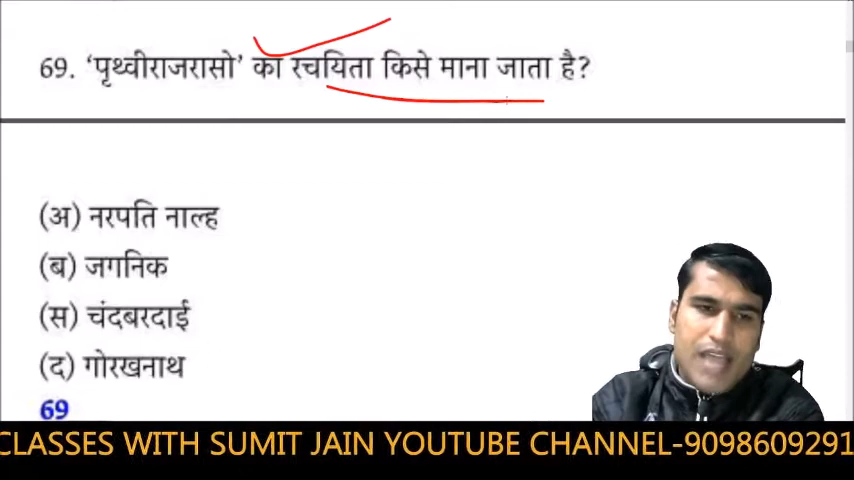 69. ‘पृथ्वीराजरासो’ का रचयिता किसे माना जाता है?
(अ) नरपति नाल्ह
(ब) जगनिक
(स) चंदबरदाई
(द) गोरखनाथ
69
CLASSES WITH SUMIT JAIN YOUTUBE CHANNEL-9098609291